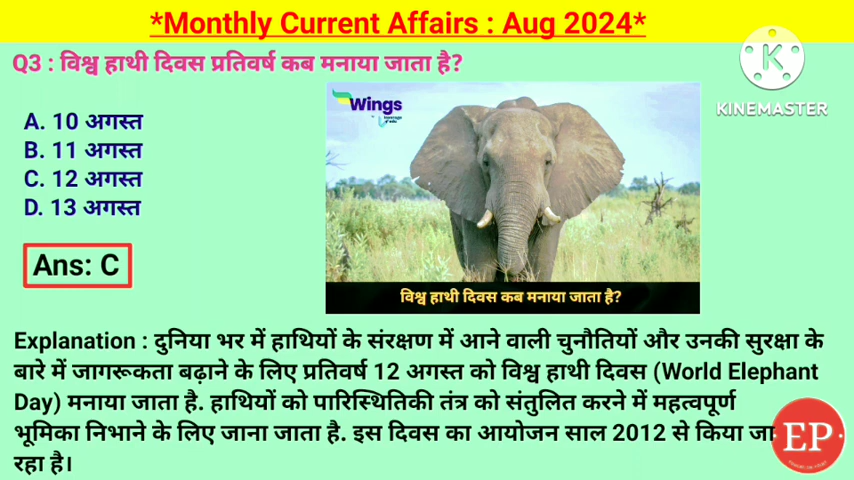 *Monthly Current Affairs : Aug 2024*
Q3 : विश्व हाथी दिवस प्रतिवर्ष कब मनाया जाता है?
A. 10 अगस्त
B. 11 अगस्त
C. 12 अगस्त
D. 13 अगस्त
Ans: C
Wings
विश्व हाथी दिवस कब मनाया जाता है?
KINEMASTER
Explanation : दुनिया भर में हाथियों के संरक्षण में आने वाली चुनौतियों और उनकी सुरक्षा के
बारे में जागरूकता बढ़ाने के लिए प्रतिवर्ष 12 अगस्त को विश्व हाथी दिवस (World Elephant
Day) मनाया जाता है. हाथियों को पारिस्थितिकी तंत्र को संतुलित करने में महत्वपूर्ण
भूमिका निभाने के लिए जाना जाता है. इस दिवस का आयोजन साल 2012 से किया जा
रहा है।
EP